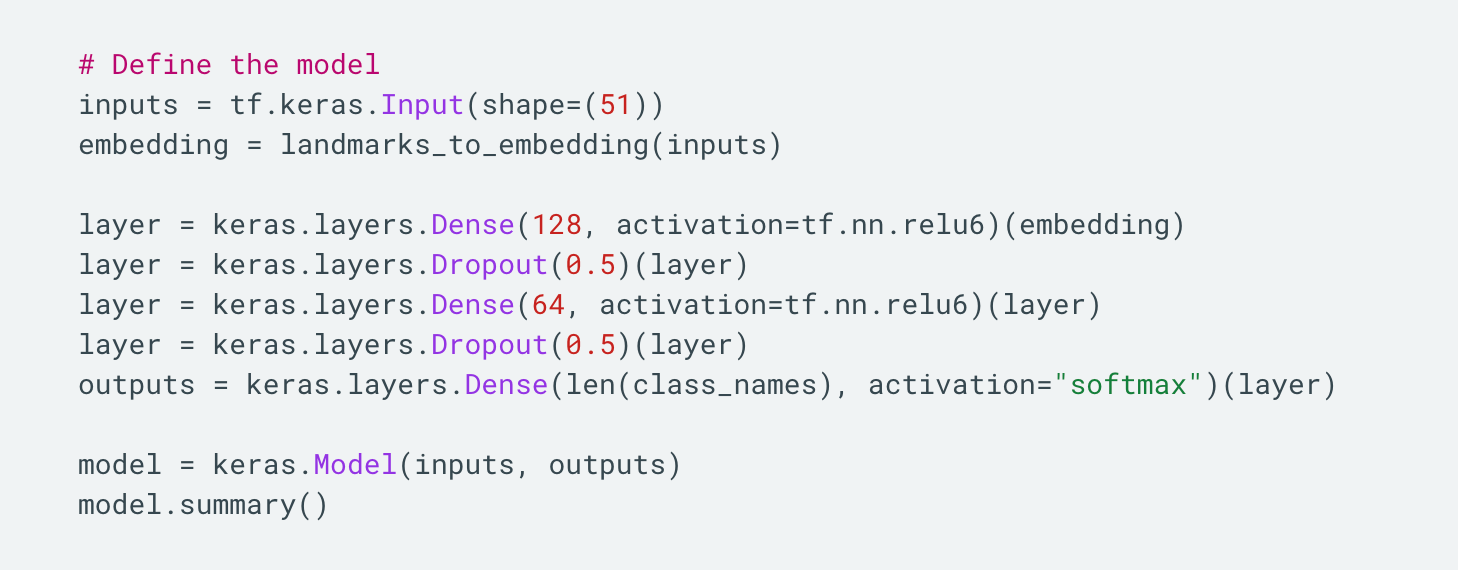 # Define the model
inputs = tf.keras.Input(shape=(51))
embedding = landmarks_to_embedding(inputs)
layer = keras.layers.Dense(128, activation=tf.nn.relu6)(embedding)
layer = keras.layers.Dropout(0.5)(layer)
layer = keras.layers.Dense(64, activation=tf.nn.relu6)(layer)
layer = keras.layers.Dropout(0.5)(layer)
outputs = keras.layers.Dense(len(class_names), activation="softmax")(layer)
model = keras.Model(inputs, outputs)
model.summary()